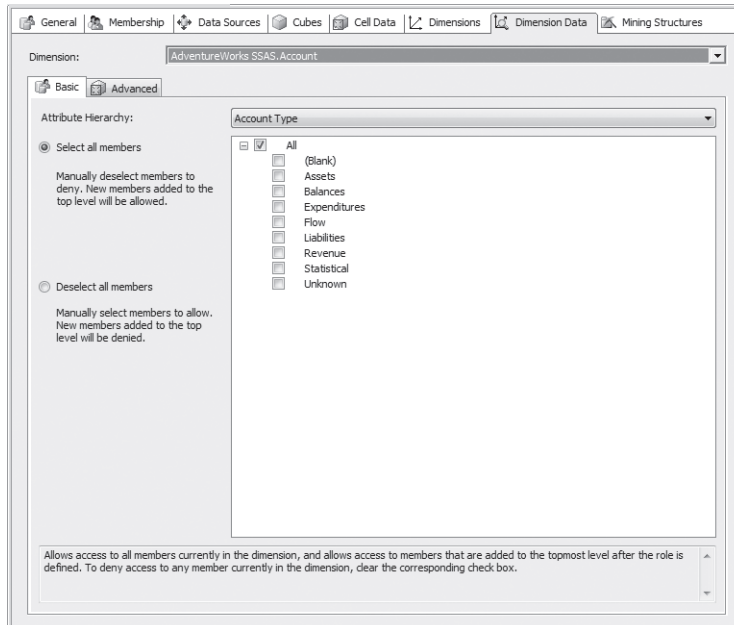 General Membership Data Sources Cubes Cell Data Dimensions Dimension Data Mining Structures
Dimension: AdventureWorks SSAS.Account
Basic Advanced
Attribute Hierarchy: Account Type
Select all members
Manually deselect members to
deny. New members added to the
top level will be allowed.
Deselect all members
Manually select members to allow.
New members added to the top
level will be denied.
All
(Blank)
Assets
Balances
Expenditures
Flow
Liabilities
Revenue
Statistical
Unknown
Allows access to all members currently in the dimension, and allows access to members that are added to the topmost level after the role is
defined. To deny access to any member currently in the dimension, clear the corresponding check box.